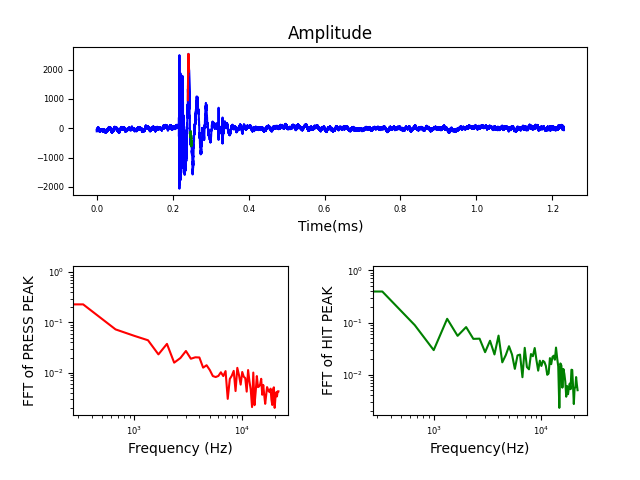 Amplitude
2000
1000
0
−1000
−2000
0.0 0.2 0.4 0.6 0.8 1.0 1.2
Time(ms)
FFT of PRESS PEAK
10⁰
10⁻¹
10⁻²
10³ 10⁴
Frequency (Hz)
FFT of HIT PEAK
10⁰
10⁻¹
10⁻²
10³ 10⁴
Frequency(Hz)